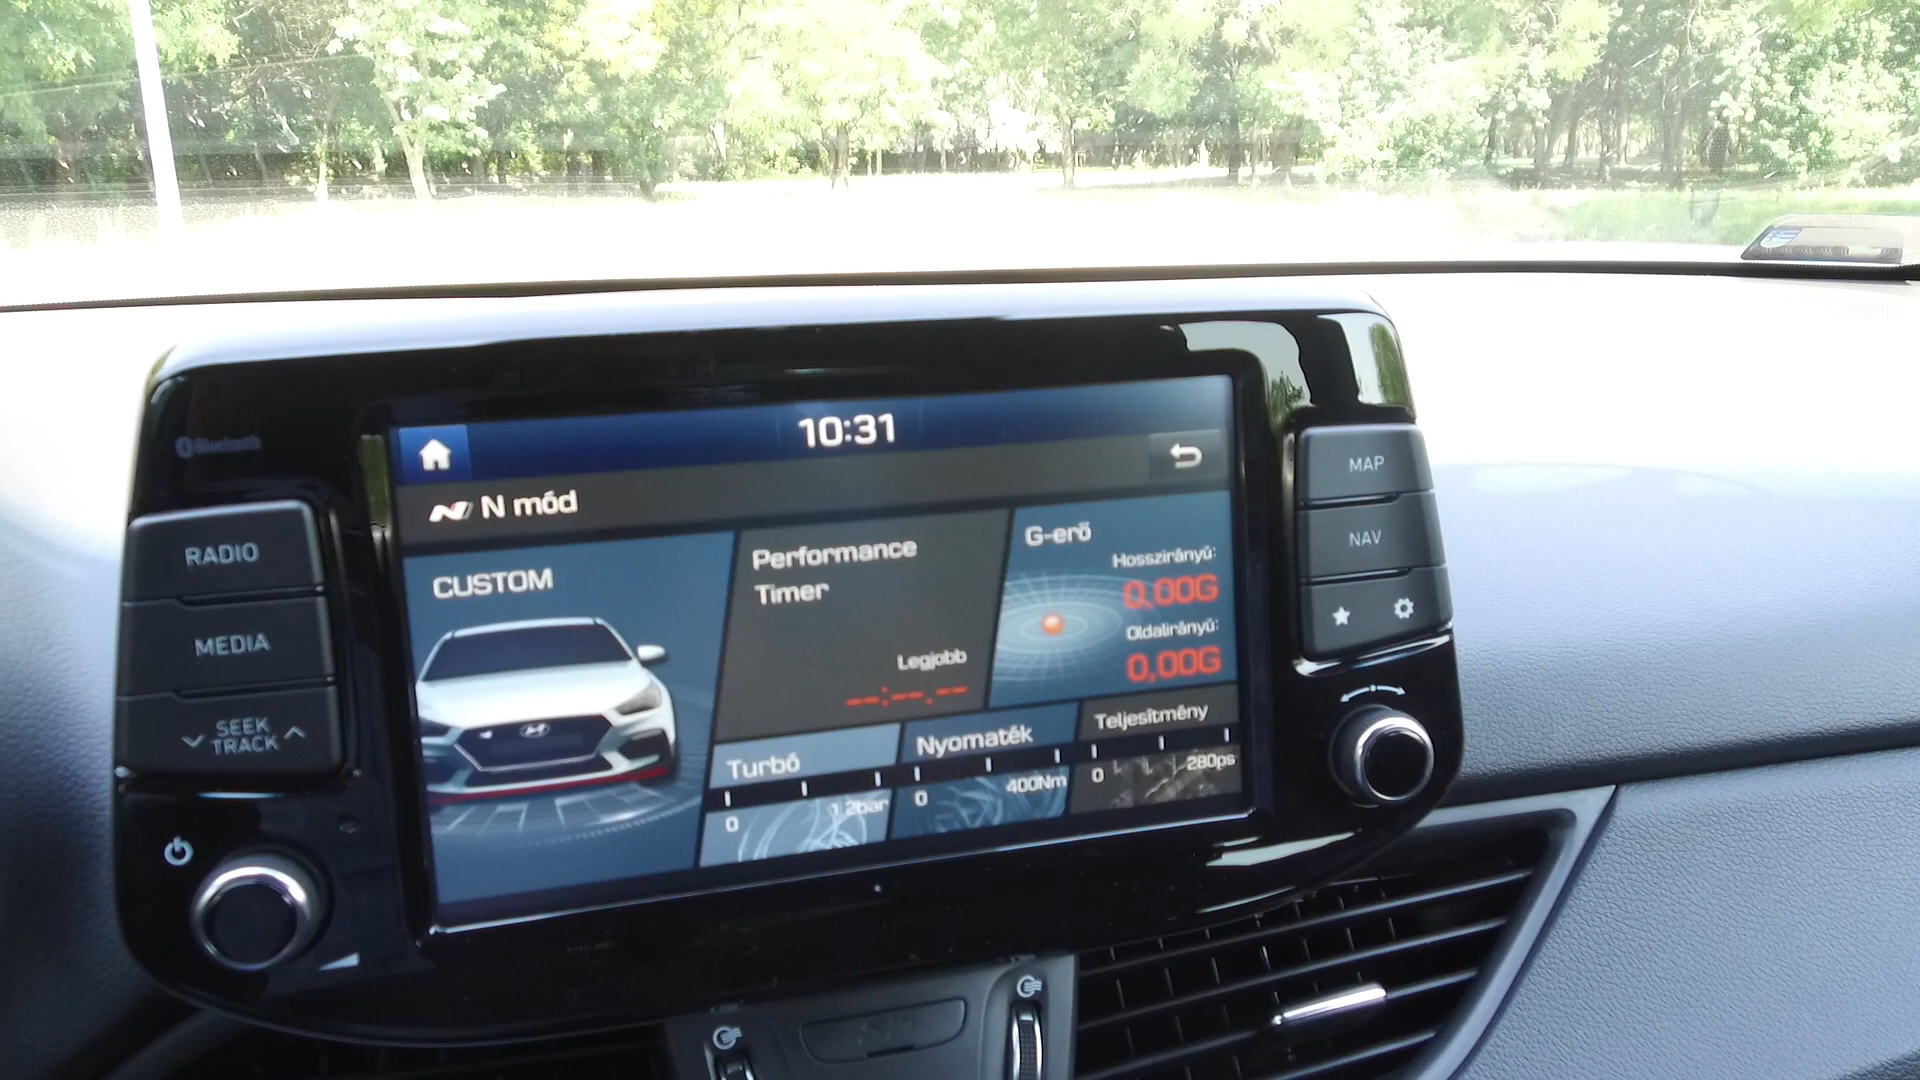 Bluetooth
10:31
N mód
RADIO
MEDIA
SEEK
TRACK
CUSTOM
Performance
Timer
Legjobb
--:--.--
G-erő
Hosszirányú:
0,00G
Oldalirányú:
0,00G
Turbó
0
1.2bar
Nyomaték
0
400Nm
Teljesítmény
0
280ps
MAP
NAV